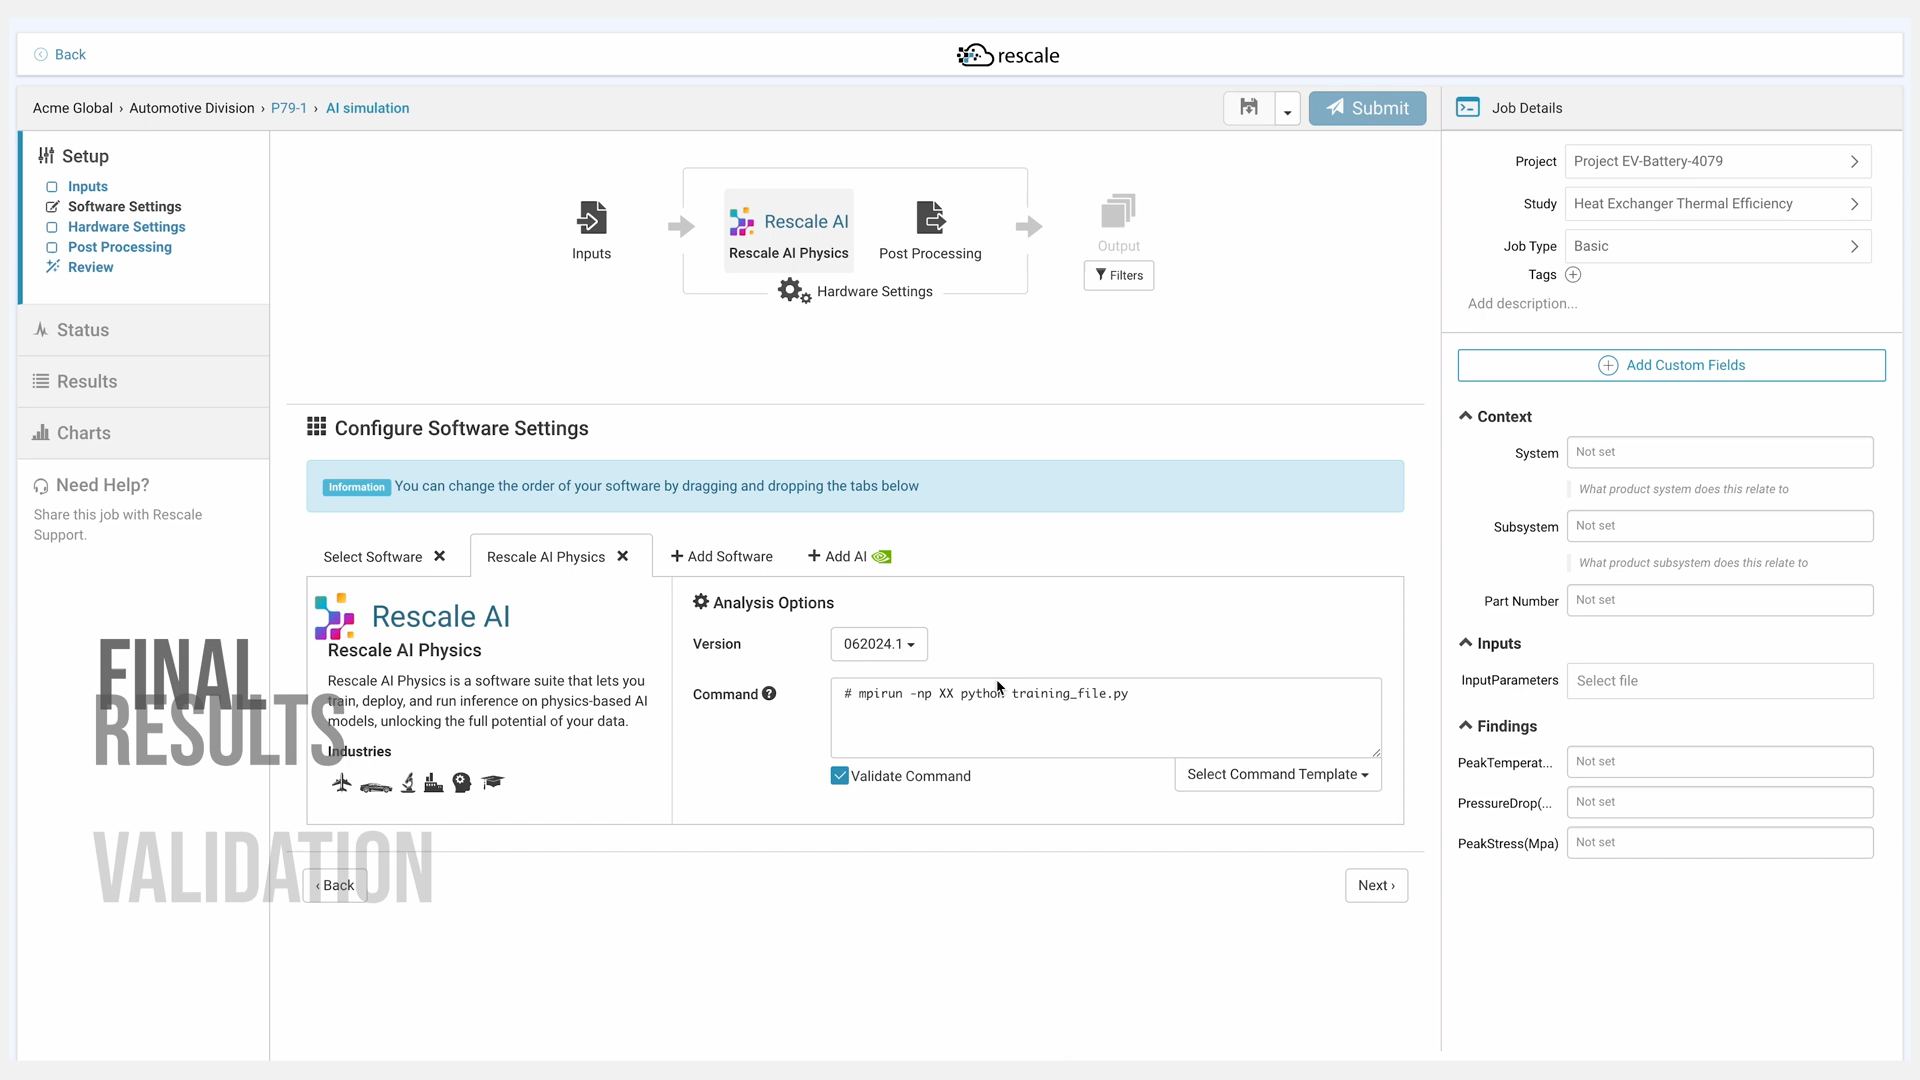 Back
rescale
Acme Global › Automotive Division › P79-1 › AI simulation
Submit
Job Details
Setup
Inputs
Software Settings
Hardware Settings
Post Processing
Review
Status
Results
Charts
Need Help?
Share this job with Rescale
Support.
Inputs
Rescale AI
Rescale AI Physics
Post Processing
Hardware Settings
Output
Filters
Configure Software Settings
Information You can change the order of your software by dragging and dropping the tabs below
Select Software
Rescale AI Physics
Add Software
Add AI
Rescale AI
Rescale AI Physics
Rescale AI Physics is a software suite that lets you
train, deploy, and run inference on physics-based AI
models, unlocking the full potential of your data.
Industries
Analysis Options
Version 062024.1
Command
# mpirun -np XX python training_file.py
Validate Command
Select Command Template
‹ Back
Next ›
FINAL
RESULTS
VALIDATION
Project Project EV-Battery-4079
Study Heat Exchanger Thermal Efficiency
Job Type Basic
Tags
Add description...
Add Custom Fields
Context
System Not set
What product system does this relate to
Subsystem Not set
What product subsystem does this relate to
Part Number Not set
Inputs
InputParameters Select file
Findings
PeakTemperat... Not set
PressureDrop(... Not set
PeakStress(Mpa) Not set